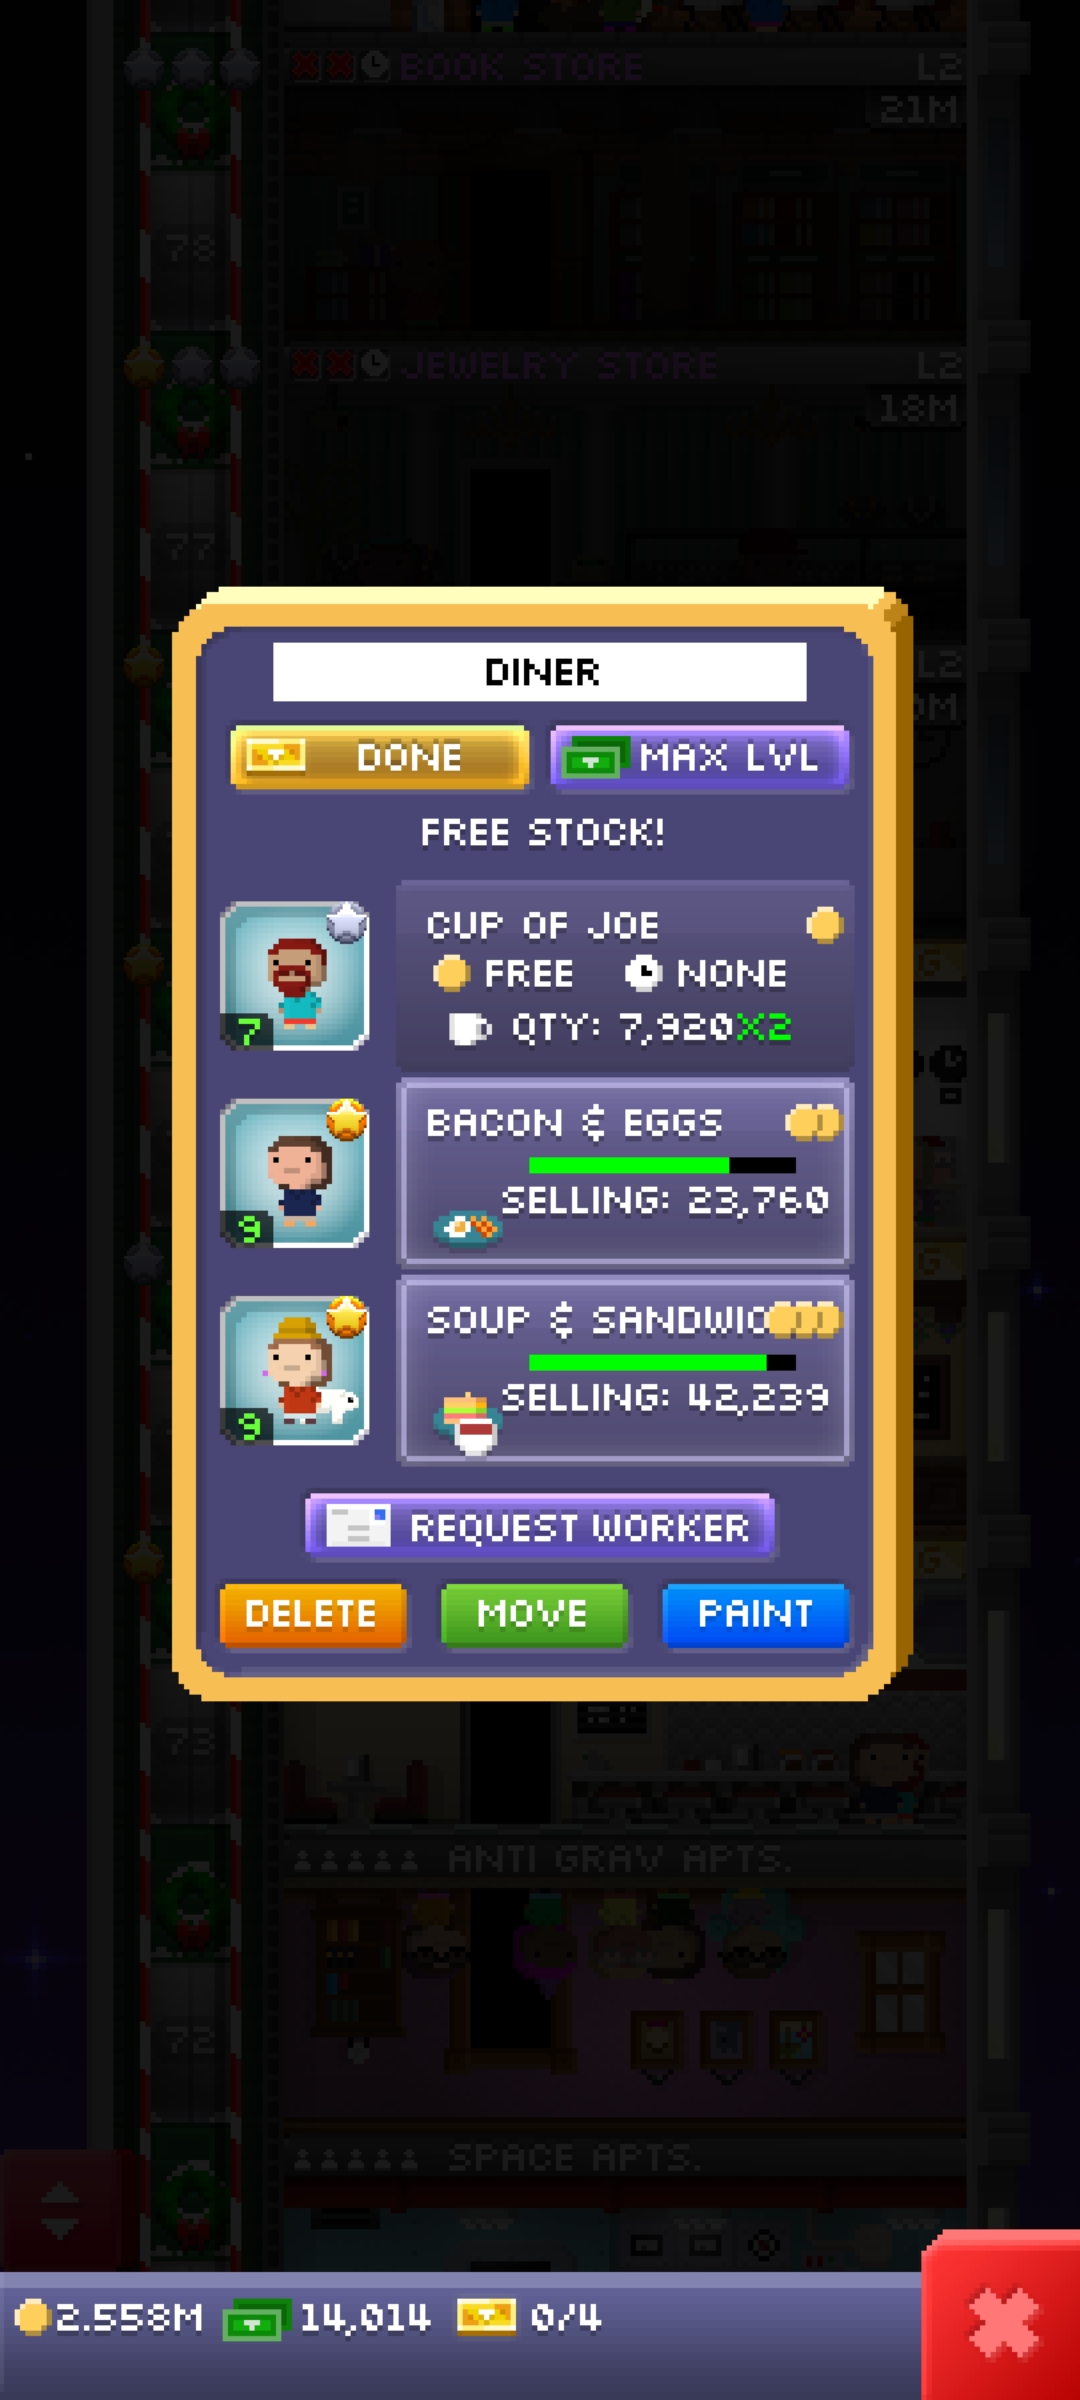 BOOK STORE L2
21M
78
JEWELRY STORE L2
18M
77
L2
DINER
DONE MAX LVL
FREE STOCK!
CUP OF JOE
FREE NONE
7 QTY: 7,920X2
BACON & EGGS
SELLING: 23,760
9
SOUP & SANDWIC
SELLING: 42,239
9
REQUEST WORKER
DELETE MOVE PAINT
73
ANTI GRAV APTS.
72
SPACE APTS.
2.558M 14,014 0/4